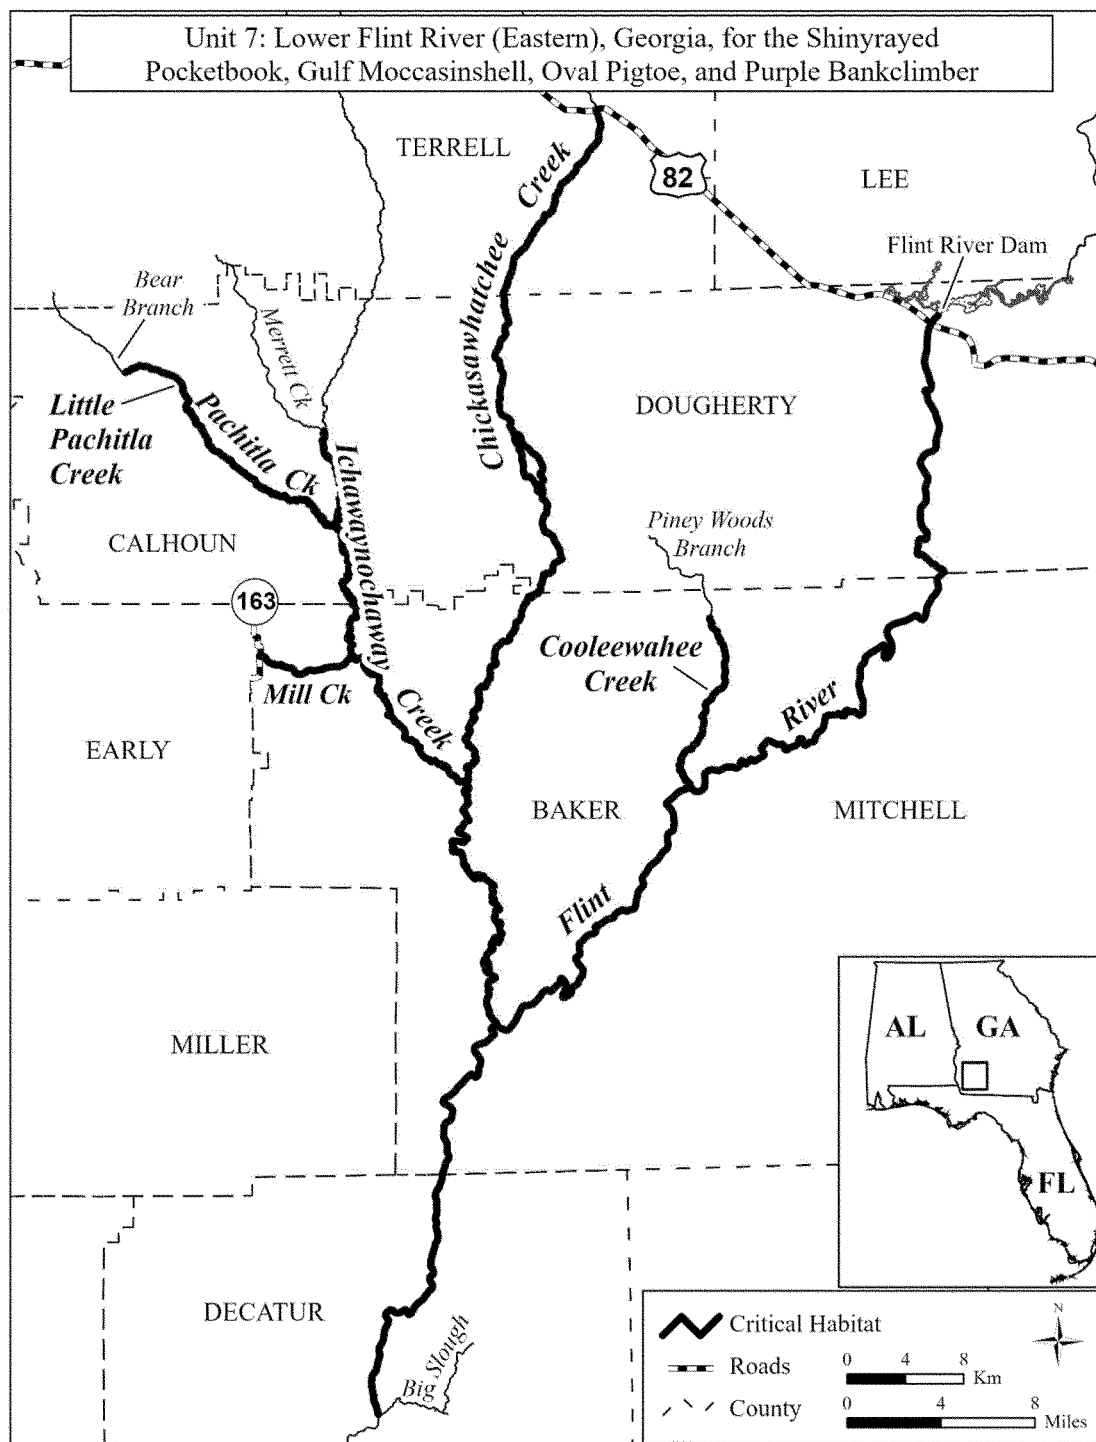 Unit 7: Lower Flint River (Eastern), Georgia, for the Shinyrayed
Pocketbook, Gulf Moccasinshell, Oval Pigtoe, and Purple Bankclimber
TERRELL
Creek
82
LEE
Flint River Dam
Bear
Branch
Merrett Ck
Chickasawhatchee
Little
Pachitla
Creek
Pachitla Ck
DOUGHERTY
Ichawaynochaway
Piney Woods
Branch
CALHOUN
163
Cooleewahee
Creek
Mill Ck
Creek
River
EARLY
BAKER
MITCHELL
Flint
MILLER
AL
GA
FL
DECATUR
Big Slough
Critical Habitat
N
Roads
0 4 8
Km
County
0 4 8
Miles